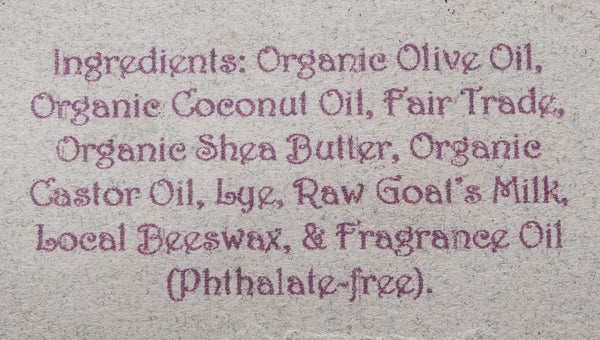 Ingredients: Organic Olive Oil,
Organic Coconut Oil, Fair Trade,
Organic Shea Butter, Organic
Castor Oil, Lye, Raw Goat's Milk,
Local Beeswax, & Fragrance Oil
(Phthalate-free).